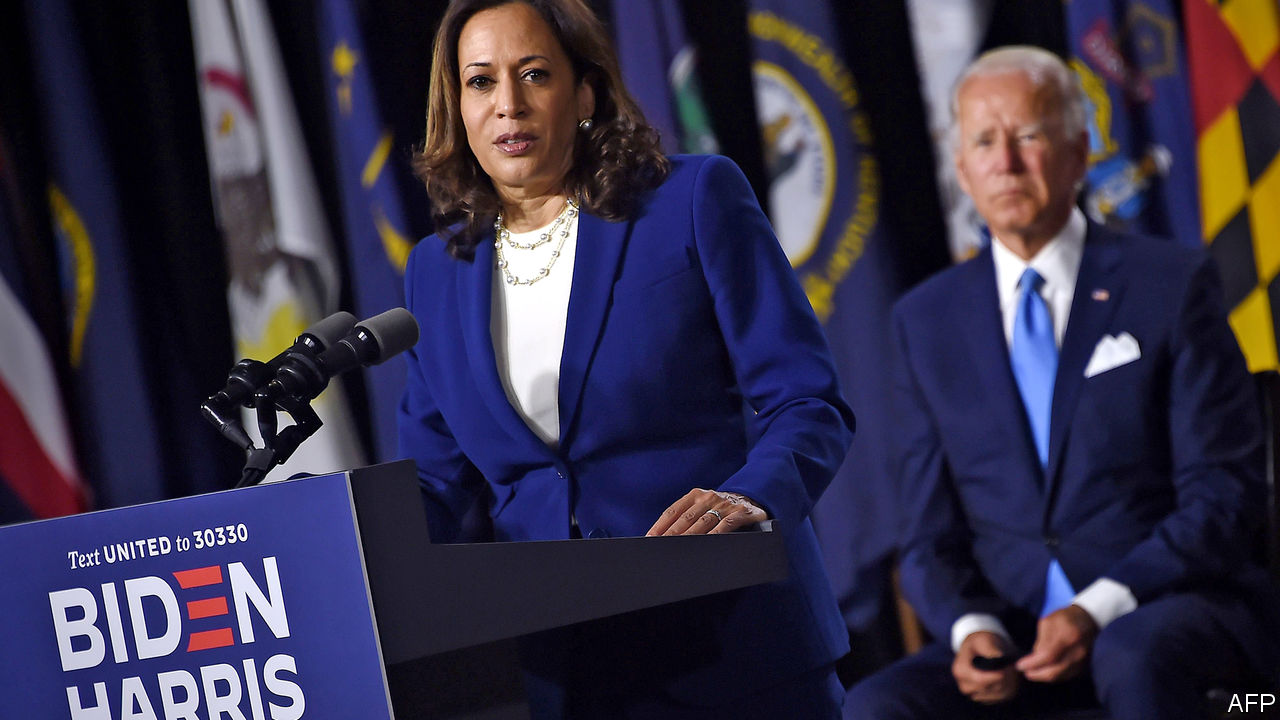 Text UNITED to 30330
BIDEN
HARRIS
AFP